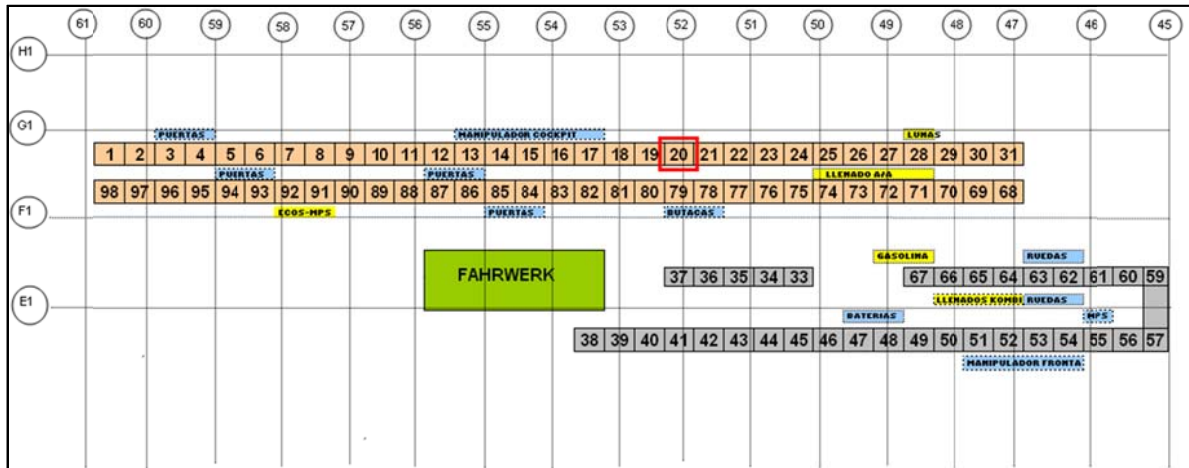 61 60 59 58 57 56 55 54 53 52 51 50 49 48 47 46 45
H1
G1
PUERTAS MANIPULADOR COCKPIT LUNAS
1 2 3 4 5 6 7 8 9 10 11 12 13 14 15 16 17 18 19 20 21 22 23 24 25 26 27 28 29 30 31
PUERTAS PUERTAS LLENADO A/A
98 97 96 95 94 93 92 91 90 89 88 87 86 85 84 83 82 81 80 79 78 77 76 75 74 73 72 71 70 69 68
F1
ECOS-MPS PUERTAS BUTACAS
GASOLINA RUEDAS
FAHRWERK
37 36 35 34 33 67 66 65 64 63 62 61 60 59
E1
LLENADOS KOMBI RUEDAS
BATERIAS MPS
38 39 40 41 42 43 44 45 46 47 48 49 50 51 52 53 54 55 56 57
MANIPULADOR FRONTA